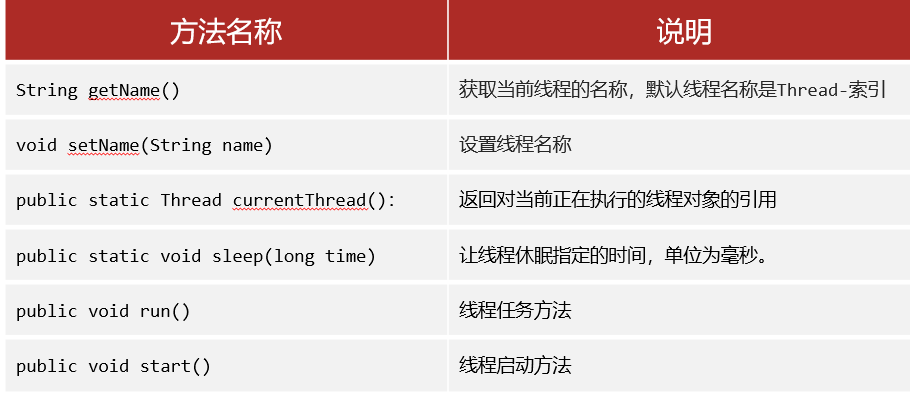 方法名称 说明
String getName() 获取当前线程的名称，默认线程名称是Thread-索引
void setName(String name) 设置线程名称
public static Thread currentThread()： 返回对当前正在执行的线程对象的引用
public static void sleep(long time) 让线程休眠指定的时间，单位为毫秒。
public void run() 线程任务方法
public void start() 线程启动方法